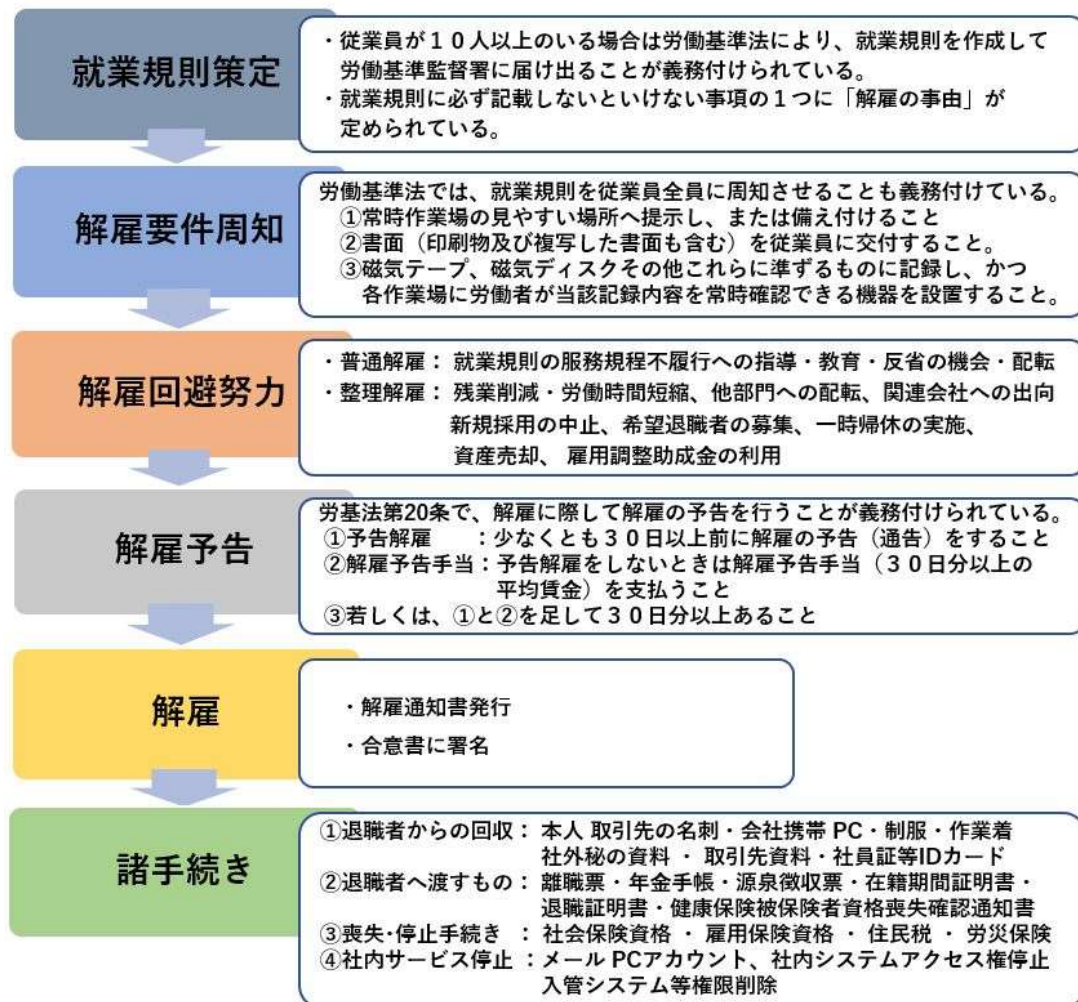 就業規則策定
・従業員が１０人以上のいる場合は労働基準法により、就業規則を作成して
労働基準監督署に届け出ることが義務付けられている。
・就業規則に必ず記載しないといけない事項の１つに「解雇の事由」が
定められている。
解雇要件周知
労働基準法では、就業規則を従業員全員に周知させることも義務付けている。
①常時作業場の見やすい場所へ提示し、または備え付けること
②書面（印刷物及び複写した書面も含む）を従業員に交付すること。
③磁気テープ、磁気ディスクその他これらに準ずるものに記録し、かつ
各作業場に労働者が当該記録内容を常時確認できる機器を設置すること。
解雇回避努力
・普通解雇： 就業規則の服務規程不履行への指導・教育・反省の機会・配転
・整理解雇： 残業削減・労働時間短縮、他部門への配転、関連会社への出向
新規採用の中止、希望退職者の募集、一時帰休の実施、
資産売却、 雇用調整助成金の利用
解雇予告
労基法第20条で、解雇に際して解雇の予告を行うことが義務付けられている。
①予告解雇　　：少なくとも３０日以上前に解雇の予告（通告）をすること
②解雇予告手当：予告解雇をしないときは解雇予告手当（３０日分以上の
平均賃金）を支払うこと
③若しくは、①と②を足して３０日分以上あること
解雇
・解雇通知書発行
・合意書に署名
諸手続き
①退職者からの回収： 本人 取引先の名刺・会社携帯 PC・制服・作業着
社外秘の資料 ・ 取引先資料・社員証等IDカード
②退職者へ渡すもの： 離職票・年金手帳・源泉徴収票・在籍期間証明書・
退職証明書・健康保険被保険者資格喪失確認通知書
③喪失･停止手続き ： 社会保険資格 ・ 雇用保険資格 ・ 住民税 ・ 労災保険
④社内サービス停止：メール PCアカウント、社内システムアクセス権停止
入管システム等権限削除